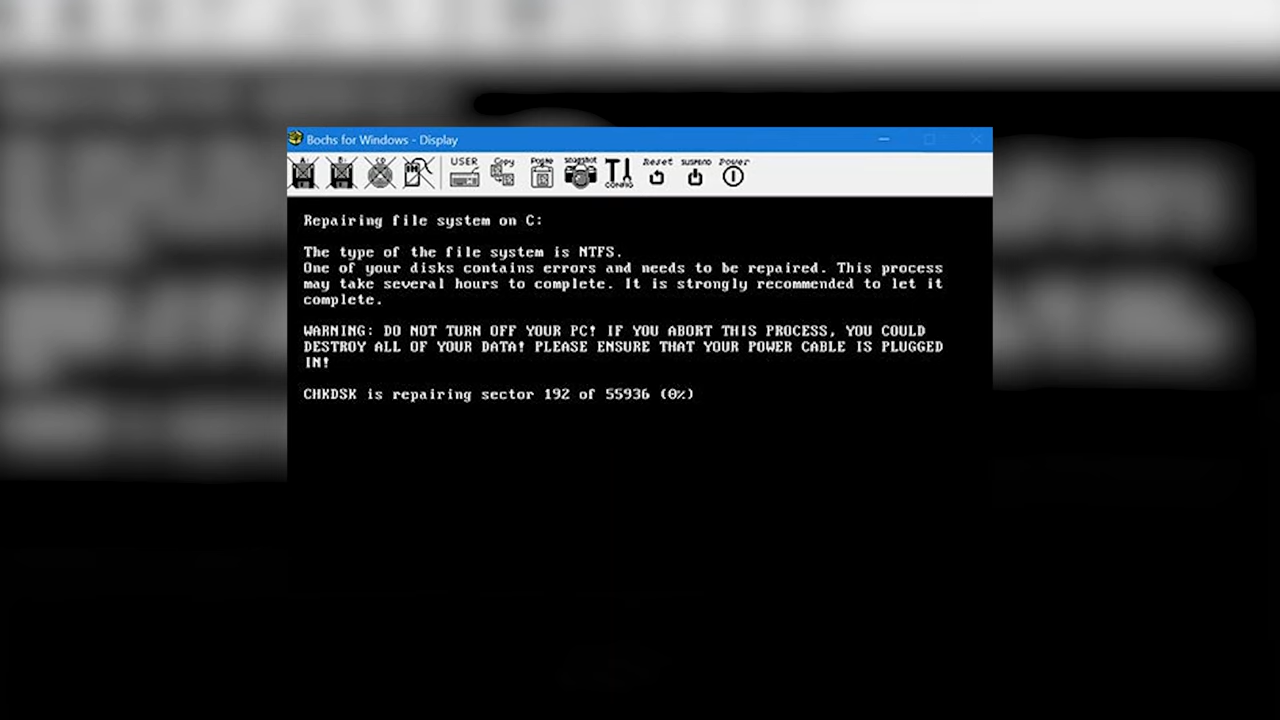 Bochs for Windows - Display
A: B: CD USER Copy Paste snapshot CONFIG Reset SUSPEND Power
Repairing file system on C:
The type of the file system is NTFS.
One of your disks contains errors and needs to be repaired. This process
may take several hours to complete. It is strongly recommended to let it
complete.
WARNING: DO NOT TURN OFF YOUR PC! IF YOU ABORT THIS PROCESS, YOU COULD
DESTROY ALL OF YOUR DATA! PLEASE ENSURE THAT YOUR POWER CABLE IS PLUGGED
IN!
CHKDSK is repairing sector 192 of 55936 (0%)